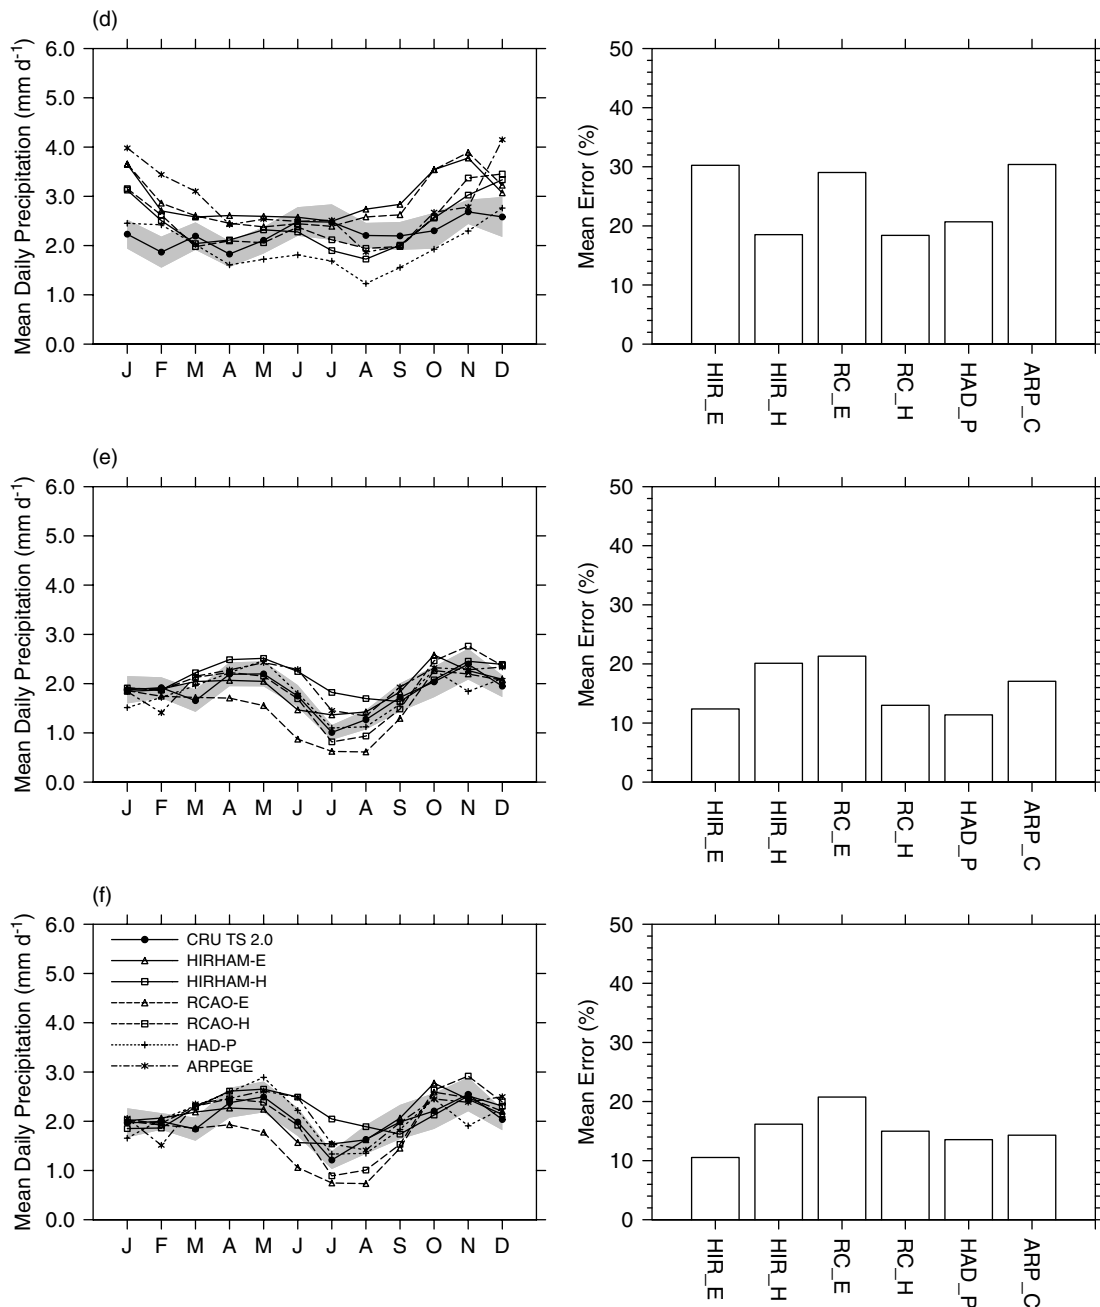 (d)
Mean Daily Precipitation (mm d-1)
6.0
5.0
4.0
3.0
2.0
1.0
0.0
J F M A M J J A S O N D
Mean Error (%)
50
40
30
20
10
0
HIR_E
HIR_H
RC_E
RC_H
HAD_P
ARP_C
(e)
Mean Daily Precipitation (mm d-1)
6.0
5.0
4.0
3.0
2.0
1.0
0.0
J F M A M J J A S O N D
Mean Error (%)
50
40
30
20
10
0
HIR_E
HIR_H
RC_E
RC_H
HAD_P
ARP_C
(f)
Mean Daily Precipitation (mm d-1)
6.0
5.0
4.0
3.0
2.0
1.0
0.0
CRU TS 2.0
HIRHAM-E
HIRHAM-H
RCAO-E
RCAO-H
HAD-P
ARPEGE
J F M A M J J A S O N D
Mean Error (%)
50
40
30
20
10
0
HIR_E
HIR_H
RC_E
RC_H
HAD_P
ARP_C